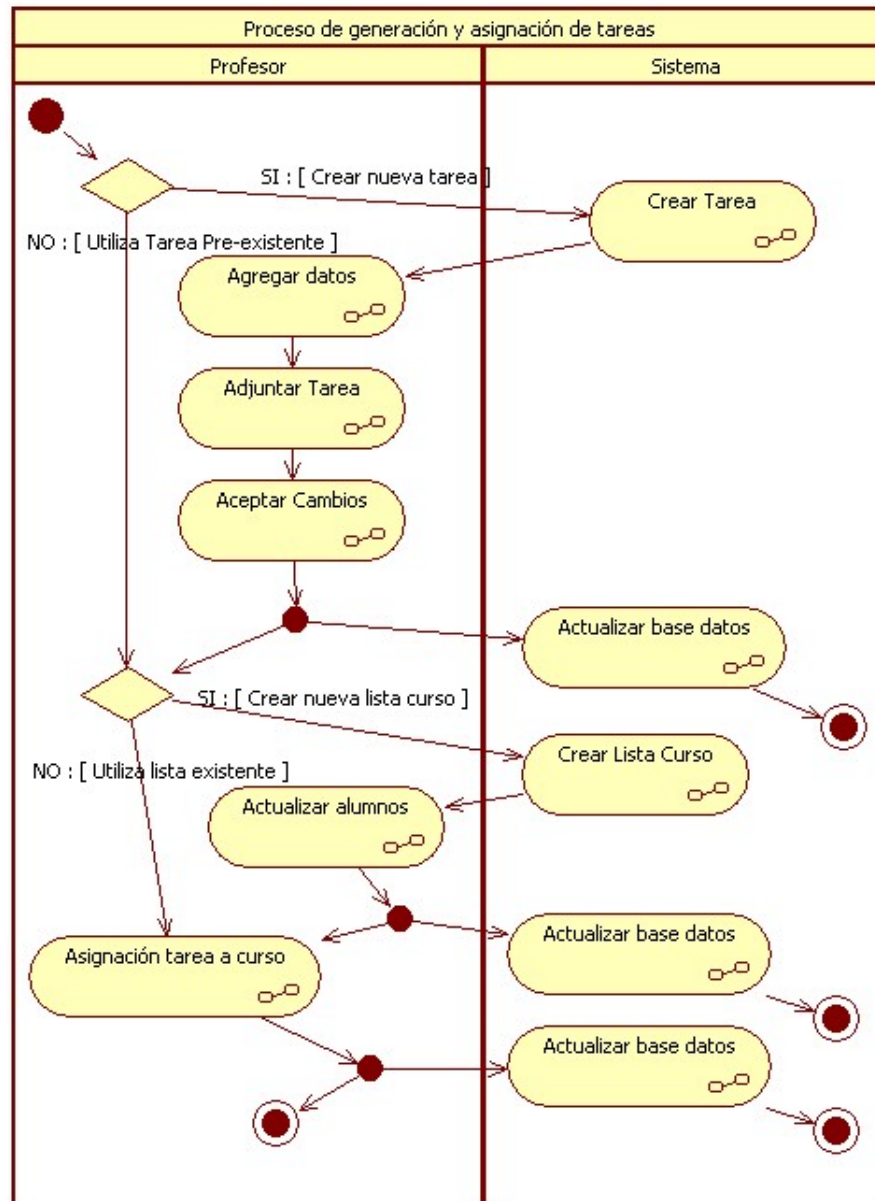 Proceso de generación y asignación de tareas
Profesor
Sistema
SI : [ Crear nueva tarea ]
Crear Tarea
NO : [ Utiliza Tarea Pre-existente ]
Agregar datos
Adjuntar Tarea
Aceptar Cambios
Actualizar base datos
SI : [ Crear nueva lista curso ]
Crear Lista Curso
NO : [ Utiliza lista existente ]
Actualizar alumnos
Actualizar base datos
Asignación tarea a curso
Actualizar base datos